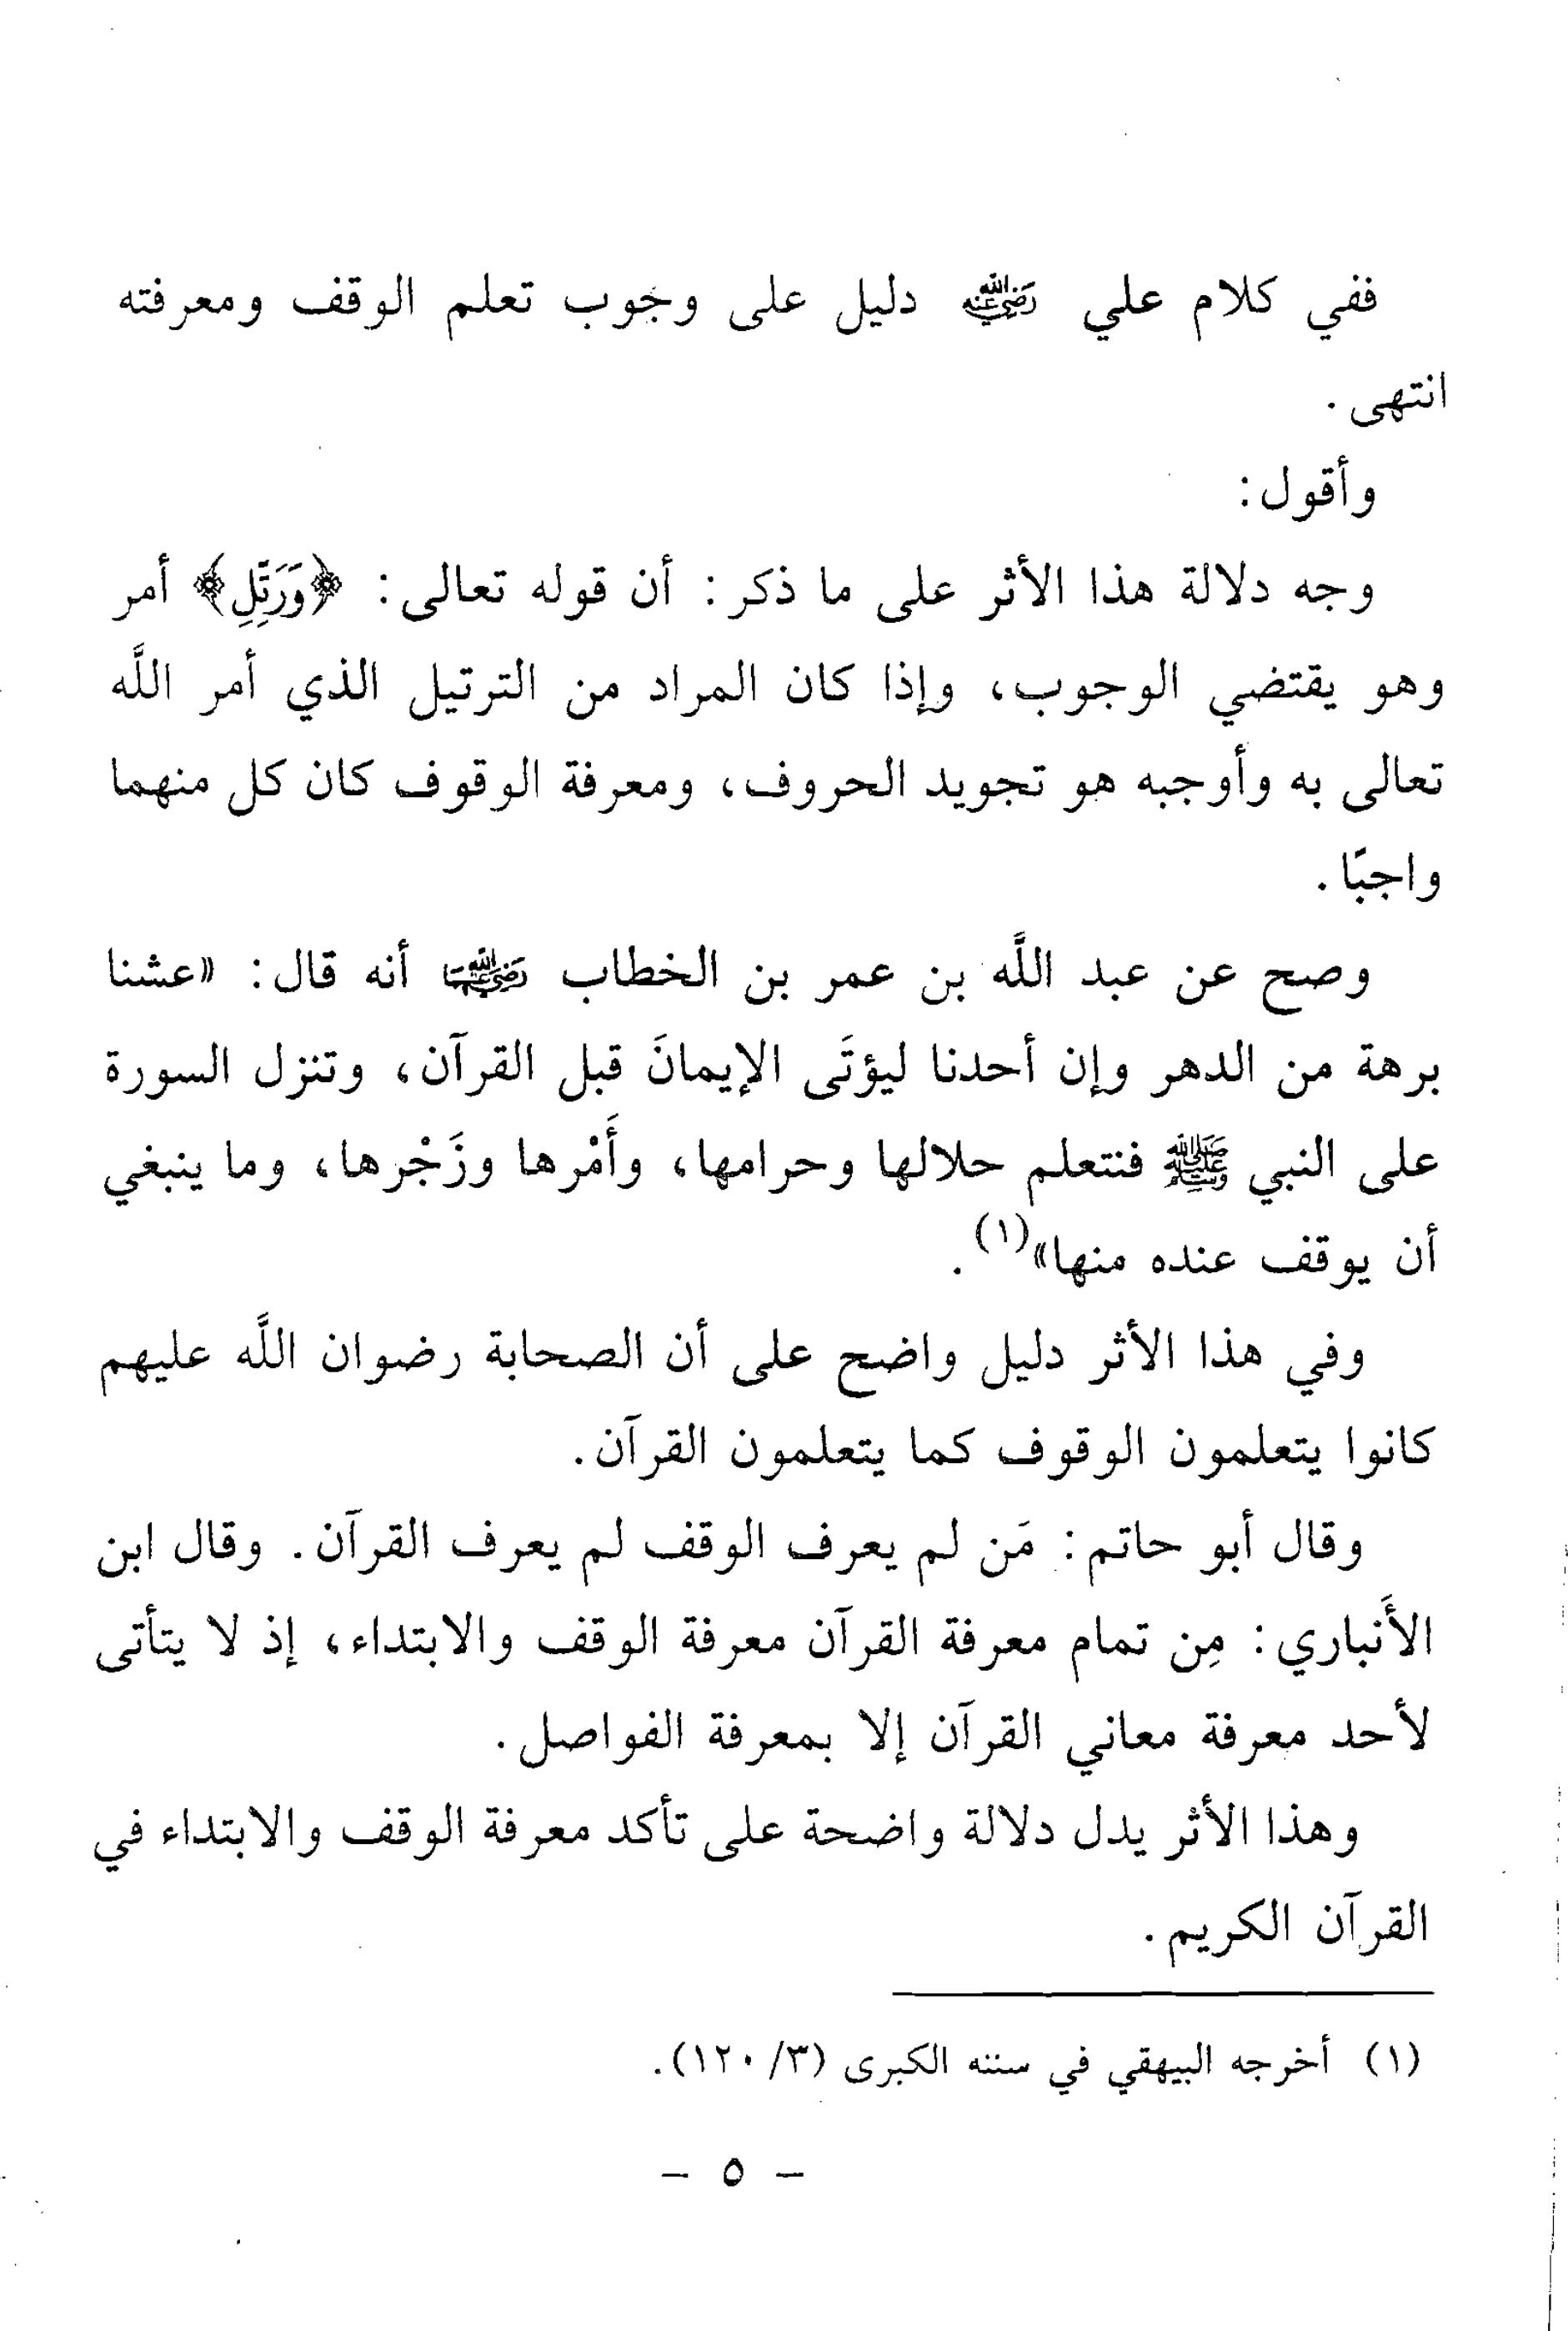 ففي كلام علي رضي الله عنه دليل على وجوب تعلم الوقف ومعرفته
انتهى .
وأقول:
وجه دلالة هذا الأثر على ما ذكر: أن قوله تعالى: ﴿وَرَتِّلِ﴾ أمر
وهو يقتضي الوجوب، وإذا كان المراد من الترتيل الذي أمر اللَّه
تعالى به وأوجبه هو تجويد الحروف، ومعرفة الوقوف كان كل منهما
واجبًا.
وصح عن عبد اللَّه بن عمر بن الخطاب رضي الله عنهما أنه قال: «عشنا
برهة من الدهر وإن أحدنا ليؤتَى الإيمانَ قبل القرآن، وتنزل السورة
على النبي ﷺ فنتعلم حلالها وحرامها، وأَمْرها وزَجْرها، وما ينبغي
أن يوقف عنده منها»(١).
وفي هذا الأثر دليل واضح على أن الصحابة رضوان اللَّه عليهم
كانوا يتعلمون الوقوف كما يتعلمون القرآن.
وقال أبو حاتم: مَن لم يعرف الوقف لم يعرف القرآن. وقال ابن
الأَنباري: مِن تمام معرفة القرآن معرفة الوقف والابتداء، إذ لا يتأتى
لأحد معرفة معاني القرآن إلا بمعرفة الفواصل.
وهذا الأثر يدل دلالة واضحة على تأكد معرفة الوقف والابتداء في
القرآن الكريم.
(١) أخرجه البيهقي في سننه الكبرى (٣/ ١٢٠).
– ٥ –